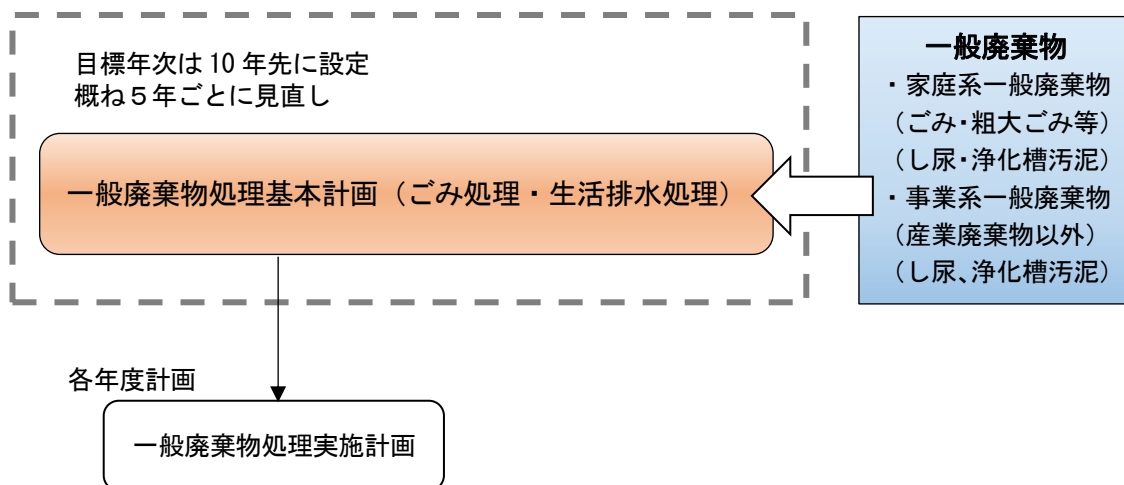 目標年次は 10 年先に設定
概ね５年ごとに見直し
一般廃棄物処理基本計画（ごみ処理・生活排水処理）
一般廃棄物
・家庭系一般廃棄物
（ごみ・粗大ごみ等）
（し尿・浄化槽汚泥）
・事業系一般廃棄物
（産業廃棄物以外）
（し尿、浄化槽汚泥）
各年度計画
一般廃棄物処理実施計画